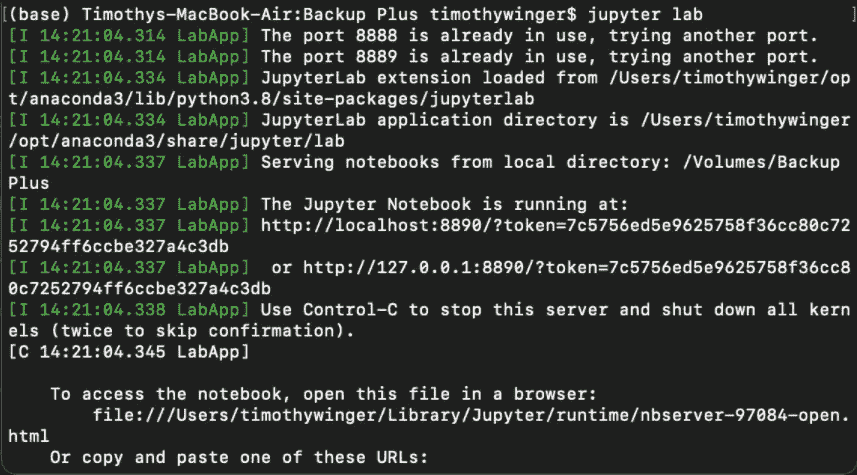 [(base) Timothys-MacBook-Air:Backup Plus timothywinger$ jupyter lab ]
[I 14:21:04.314 LabApp] The port 8888 is already in use, trying another port.
[I 14:21:04.314 LabApp] The port 8889 is already in use, trying another port.
[I 14:21:04.334 LabApp] JupyterLab extension loaded from /Users/timothywinger/op
t/anaconda3/lib/python3.8/site-packages/jupyterlab
[I 14:21:04.334 LabApp] JupyterLab application directory is /Users/timothywinger
/opt/anaconda3/share/jupyter/lab
[I 14:21:04.337 LabApp] Serving notebooks from local directory: /Volumes/Backup
Plus
[I 14:21:04.337 LabApp] The Jupyter Notebook is running at:
[I 14:21:04.337 LabApp] http://localhost:8890/?token=7c5756ed5e9625758f36cc80c72
52794ff6ccbe327a4c3db
[I 14:21:04.337 LabApp]  or http://127.0.0.1:8890/?token=7c5756ed5e9625758f36cc8
0c7252794ff6ccbe327a4c3db
[I 14:21:04.338 LabApp] Use Control-C to stop this server and shut down all kern
els (twice to skip confirmation).
[C 14:21:04.345 LabApp]
To access the notebook, open this file in a browser:
file:///Users/timothywinger/Library/Jupyter/runtime/nbserver-97084-open.
html
Or copy and paste one of these URLs: